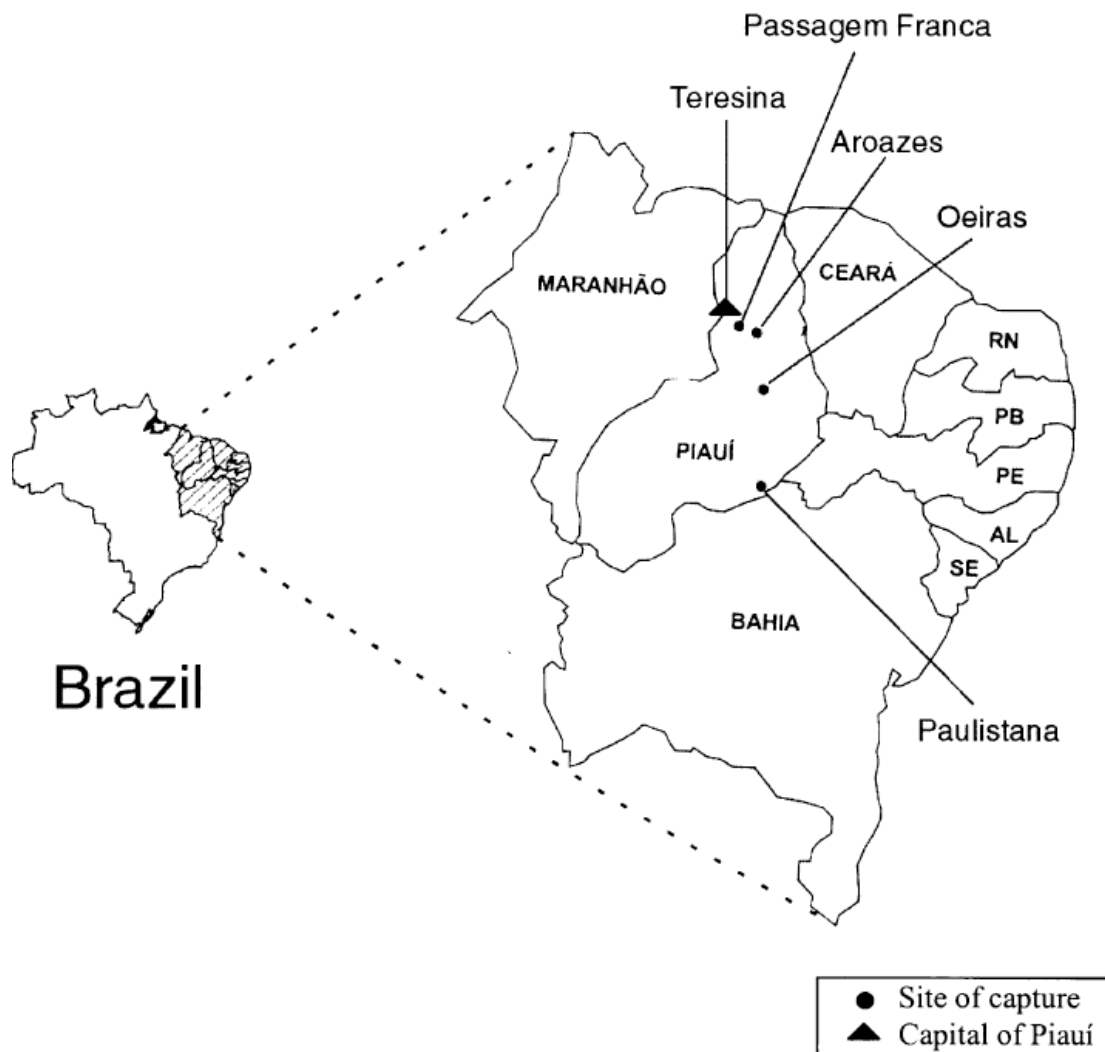 Passagem Franca
Teresina
Aroazes
Oeiras
MARANHÃO
CEARÁ
RN
PB
PIAUÍ
PE
AL
SE
BAHIA
Brazil
Paulistana
Site of capture
Capital of Piauí